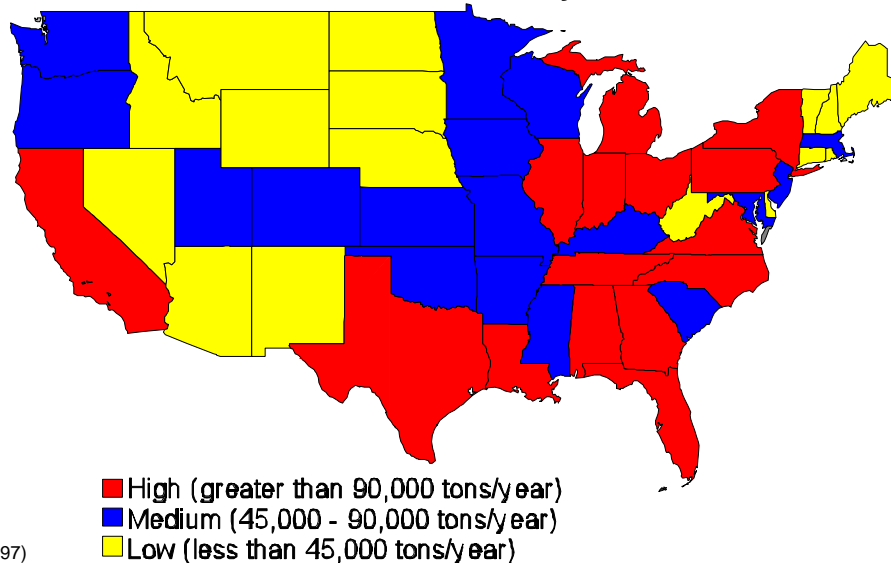 High (greater than 90,000 tons/year)
Medium (45,000 - 90,000 tons/year)
97)
Low (less than 45,000 tons/year)